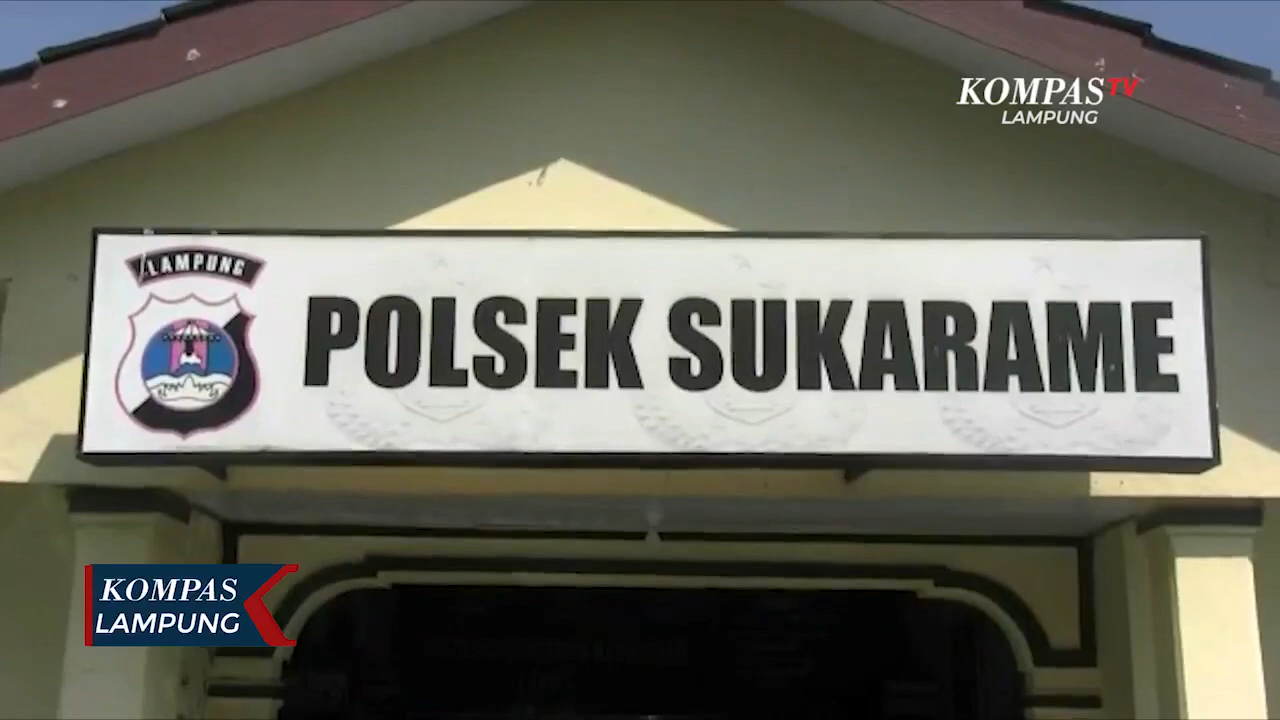 KOMPAS TV
LAMPUNG
LAMPUNG
POLSEK SUKARAME
KOMPAS
LAMPUNG